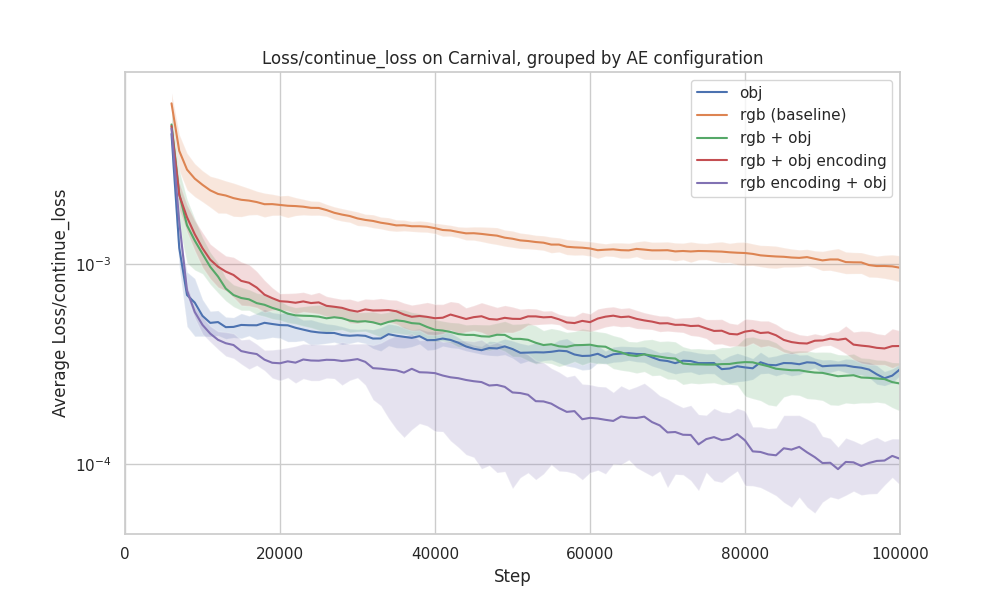 Loss/continue_loss on Carnival, grouped by AE configuration
obj
rgb (baseline)
rgb + obj
rgb + obj encoding
rgb encoding + obj
Average Loss/continue_loss
10⁻³
10⁻⁴
0
20000
40000
60000
80000
100000
Step